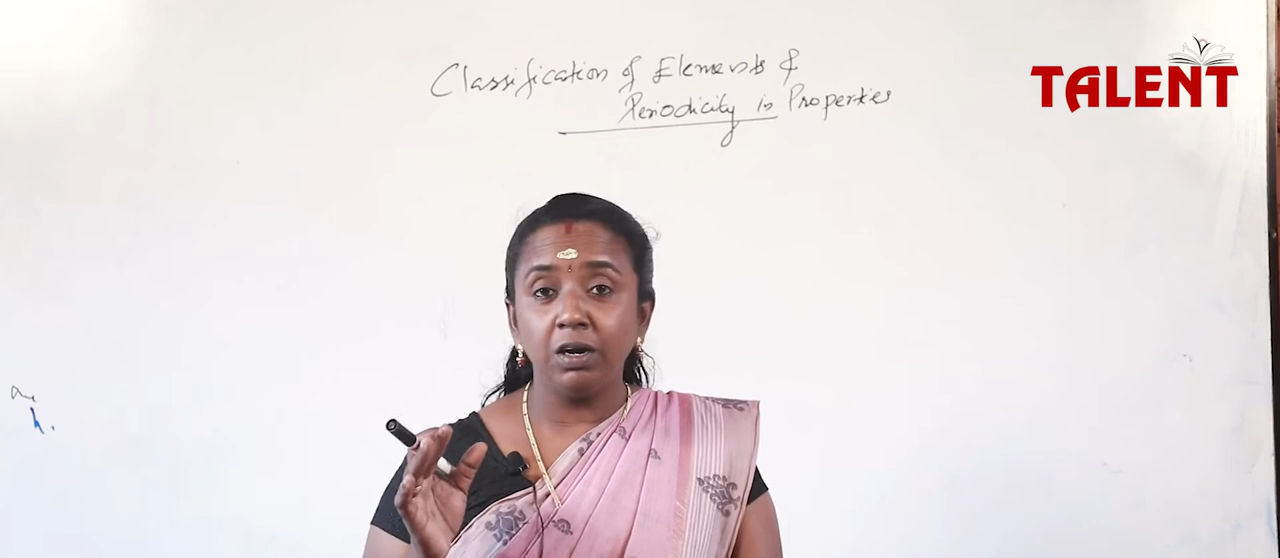 Classification of Elements &
Periodicity in Properties
TALENT